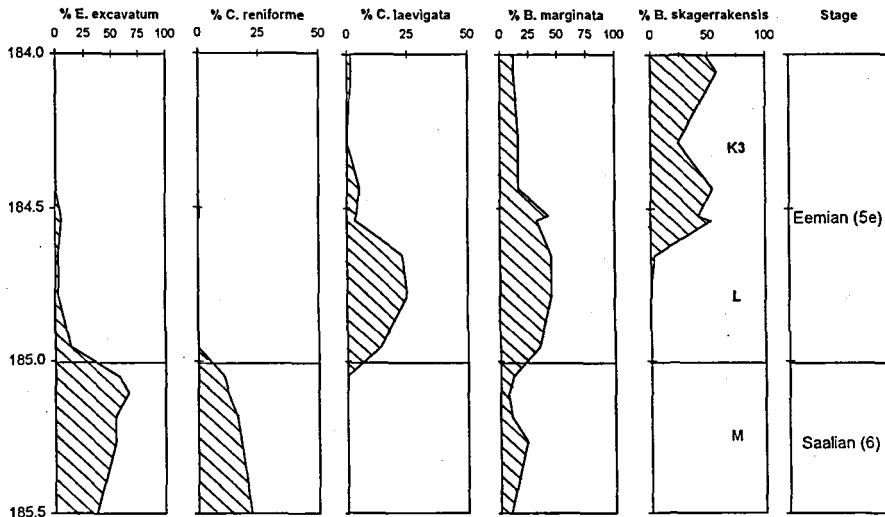 % E. excavatum % C. reniforme % C. laevigata % B. marginata % B. skagerrakensis Stage
0 25 50 75 100 0 25 50 0 25 50 0 25 50 75 100 0 25 50 75 100
184.0
K3
184.5
Eemian (5e)
L
185.0
M
Saalian (6)
185.5